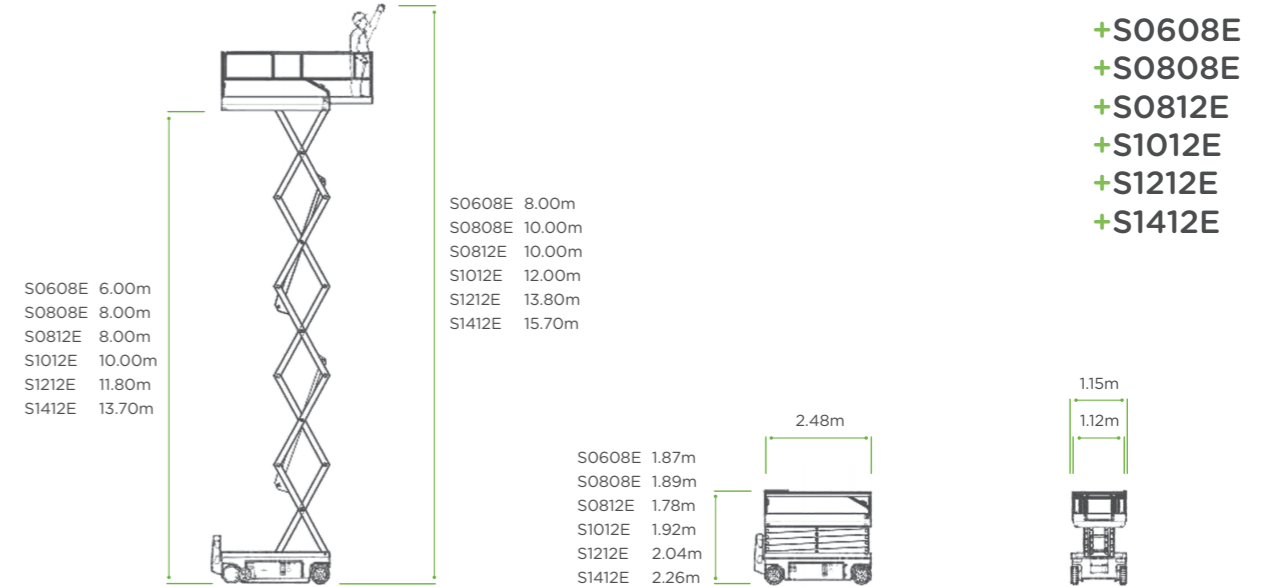 +S0608E
+S0808E
+S0812E
+S1012E
+S1212E
+S1412E
S0608E 8.00m
S0808E 10.00m
S0812E 10.00m
S1012E 12.00m
S1212E 13.80m
S1412E 15.70m
S0608E 6.00m
S0808E 8.00m
S0812E 8.00m
S1012E 10.00m
S1212E 11.80m
S1412E 13.70m
2.48m
1.15m
1.12m
S0608E 1.87m
S0808E 1.89m
S0812E 1.78m
S1012E 1.92m
S1212E 2.04m
S1412E 2.26m